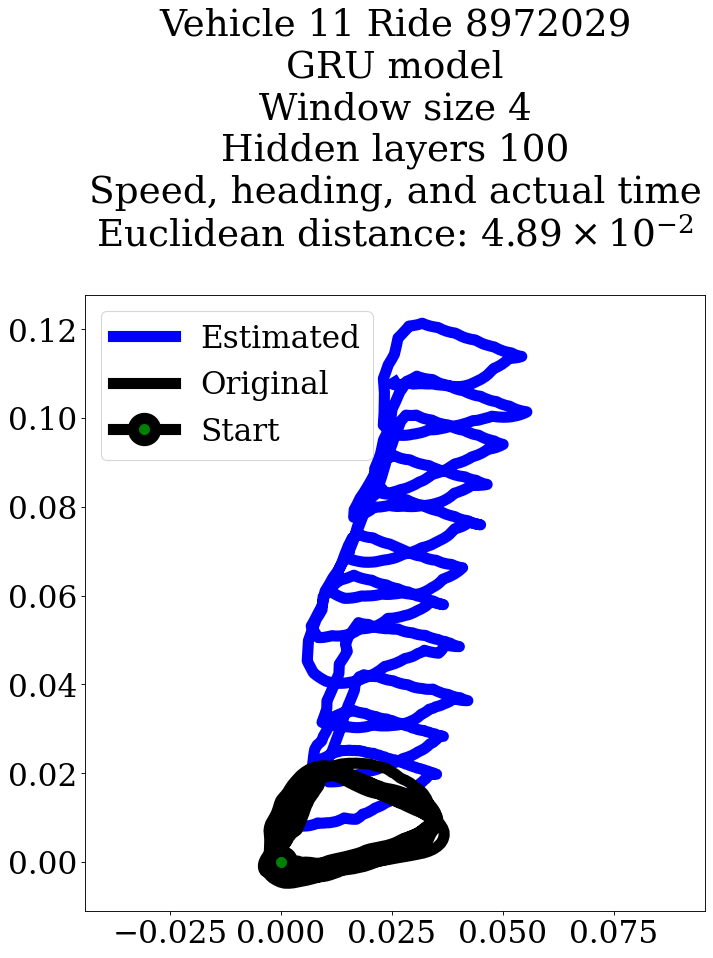 Vehicle 11 Ride 8972029
GRU model
Window size 4
Hidden layers 100
Speed, heading, and actual time
Euclidean distance: 4.89 × 10⁻²
Estimated
Original
Start
0.12
0.10
0.08
0.06
0.04
0.02
0.00
−0.025 0.000 0.025 0.050 0.075